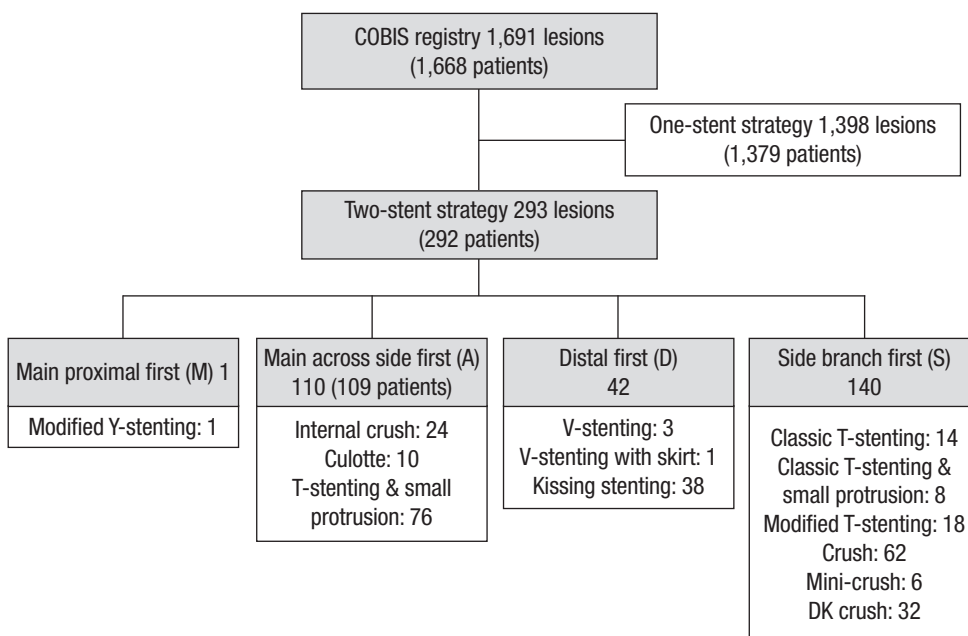 COBIS registry 1,691 lesions
(1,668 patients)
One-stent strategy 1,398 lesions
(1,379 patients)
Two-stent strategy 293 lesions
(292 patients)
Main proximal first (M) 1
Modified Y-stenting: 1
Main across side first (A)
110 (109 patients)
Internal crush: 24
Culotte: 10
T-stenting & small
protrusion: 76
Distal first (D)
42
V-stenting: 3
V-stenting with skirt: 1
Kissing stenting: 38
Side branch first (S)
140
Classic T-stenting: 14
Classic T-stenting &
small protrusion: 8
Modified T-stenting: 18
Crush: 62
Mini-crush: 6
DK crush: 32